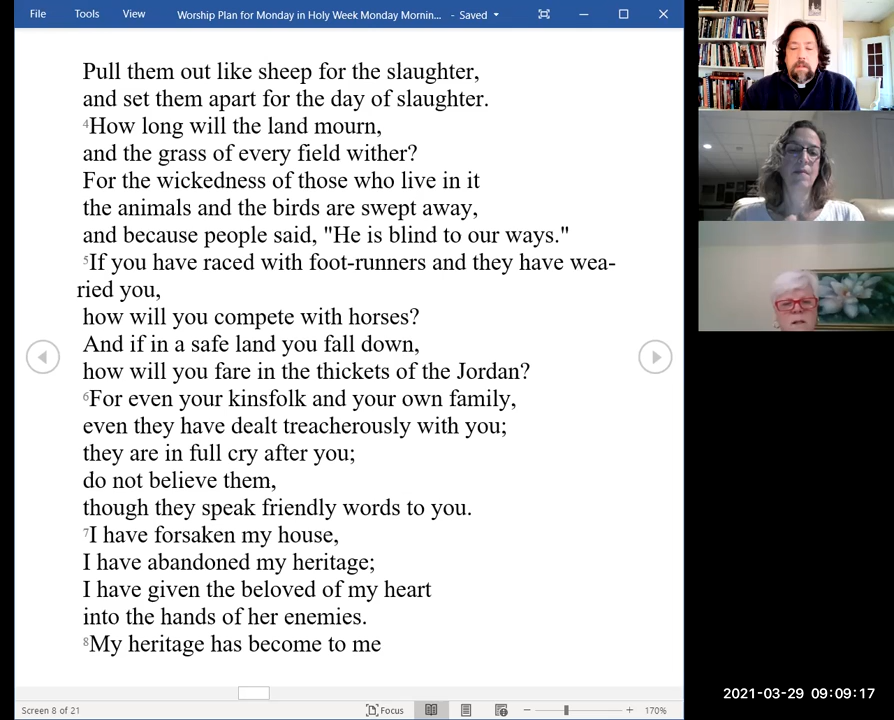 File Tools View Worship Plan for Monday in Holy Week Monday Mornin... - Saved
Pull them out like sheep for the slaughter,
and set them apart for the day of slaughter.
4How long will the land mourn,
and the grass of every field wither?
For the wickedness of those who live in it
the animals and the birds are swept away,
and because people said, "He is blind to our ways."
5If you have raced with foot-runners and they have wea-
ried you,
how will you compete with horses?
And if in a safe land you fall down,
how will you fare in the thickets of the Jordan?
6For even your kinsfolk and your own family,
even they have dealt treacherously with you;
they are in full cry after you;
do not believe them,
though they speak friendly words to you.
7I have forsaken my house,
I have abandoned my heritage;
I have given the beloved of my heart
into the hands of her enemies.
8My heritage has become to me
Screen 8 of 21 Focus 170%
2021-03-29 09:09:17